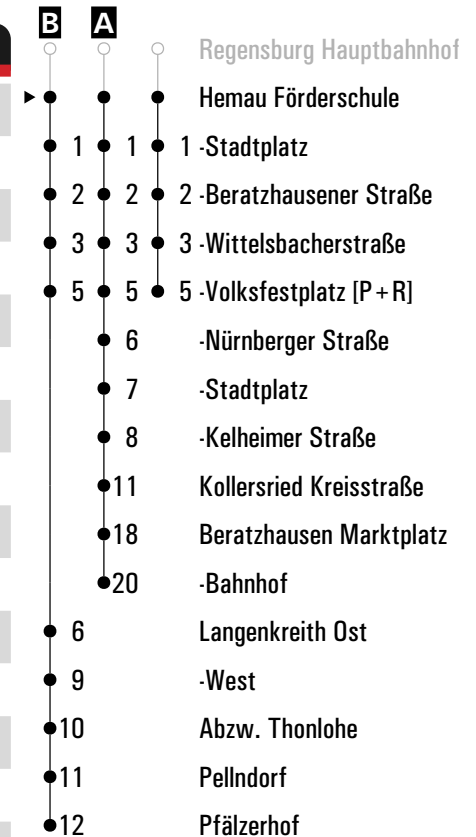 B A
Regensburg Hauptbahnhof
Hemau Förderschule
1 1 1 -Stadtplatz
2 2 2 -Beratzhausener Straße
3 3 3 -Wittelsbacherstraße
5 5 5 -Volksfestplatz [P+R]
6 -Nürnberger Straße
7 -Stadtplatz
8 -Kelheimer Straße
11 Kollersried Kreisstraße
18 Beratzhausen Marktplatz
20 -Bahnhof
6 Langenkreith Ost
9 -West
10 Abzw. Thonlohe
11 Pellndorf
12 Pfälzerhof